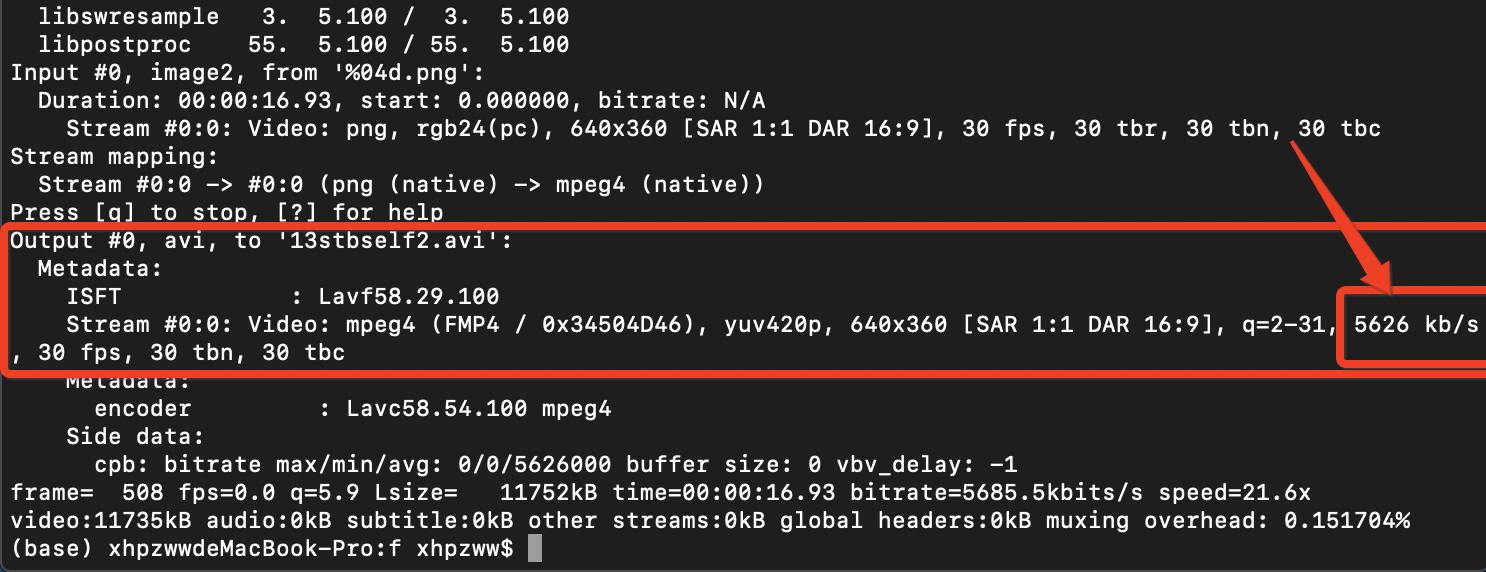 libswresample   3.  5.100 /  3.  5.100
libpostproc    55.  5.100 / 55.  5.100
Input #0, image2, from '%04d.png':
Duration: 00:00:16.93, start: 0.000000, bitrate: N/A
Stream #0:0: Video: png, rgb24(pc), 640x360 [SAR 1:1 DAR 16:9], 30 fps, 30 tbr, 30 tbn, 30 tbc
Stream mapping:
Stream #0:0 -> #0:0 (png (native) -> mpeg4 (native))
Press [q] to stop, [?] for help
Output #0, avi, to '13stbself2.avi':
Metadata:
ISFT            : Lavf58.29.100
Stream #0:0: Video: mpeg4 (FMP4 / 0x34504D46), yuv420p, 640x360 [SAR 1:1 DAR 16:9], q=2-31, 5626 kb/s
, 30 fps, 30 tbn, 30 tbc
Metadata:
encoder         : Lavc58.54.100 mpeg4
Side data:
cpb: bitrate max/min/avg: 0/0/5626000 buffer size: 0 vbv_delay: -1
frame=  508 fps=0.0 q=5.9 Lsize=   11752kB time=00:00:16.93 bitrate=5685.5kbits/s speed=21.6x
video:11735kB audio:0kB subtitle:0kB other streams:0kB global headers:0kB muxing overhead: 0.151704%
(base) xhpzwwdeMacBook-Pro:f xhpzww$